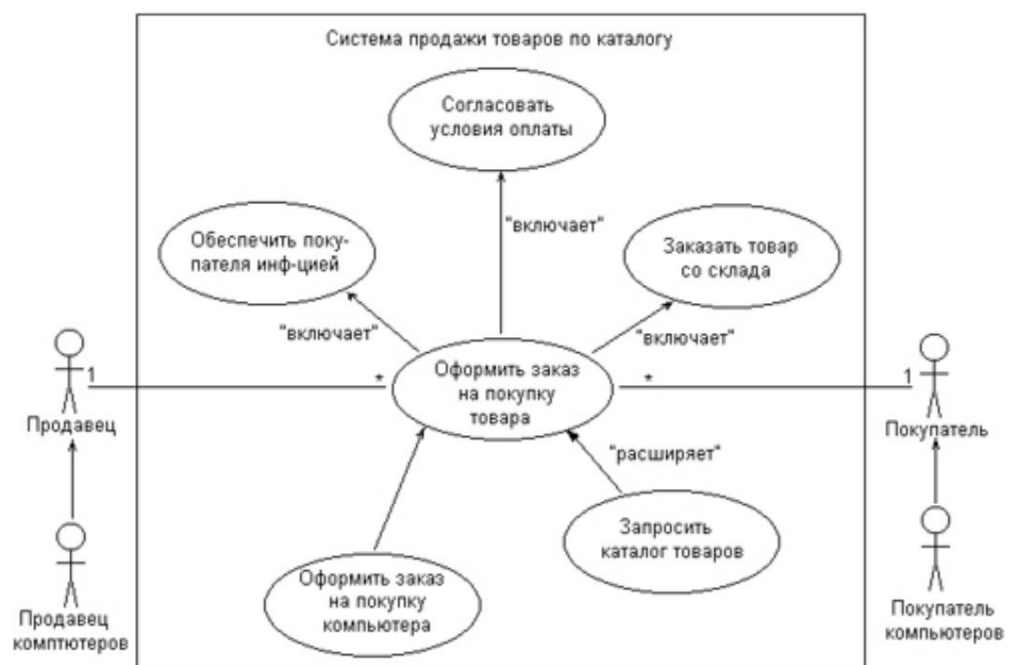 Система продажи товаров по каталогу
Согласовать
условия оплаты
"включает"
Обеспечить поку-
пателя инф-цией
Заказать товар
со склада
"включает"
"включает"
Оформить заказ
на покупку
товара
1
*
*
1
Продавец
Покупатель
"расширяет"
Запросить
каталог товаров
Оформить заказ
на покупку
компьютера
Продавец
комптютеров
Покупатель
компьютеров